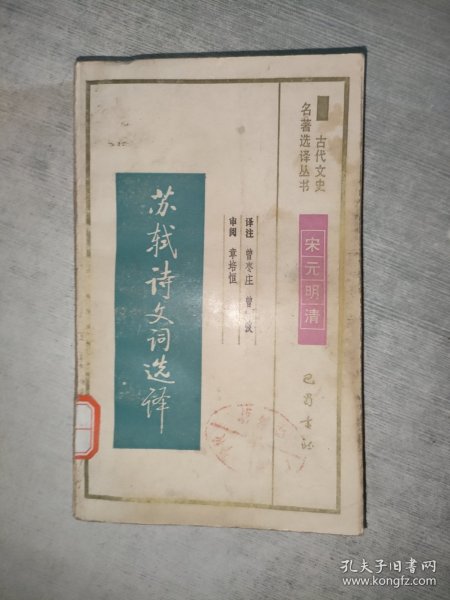 古代文史
名著选译丛书
宋元明清
巴蜀书社
译注 曾枣庄 曾 弢
审阅 章培恒
苏轼诗文词选译
孔夫子旧书网
www.kongfz.com